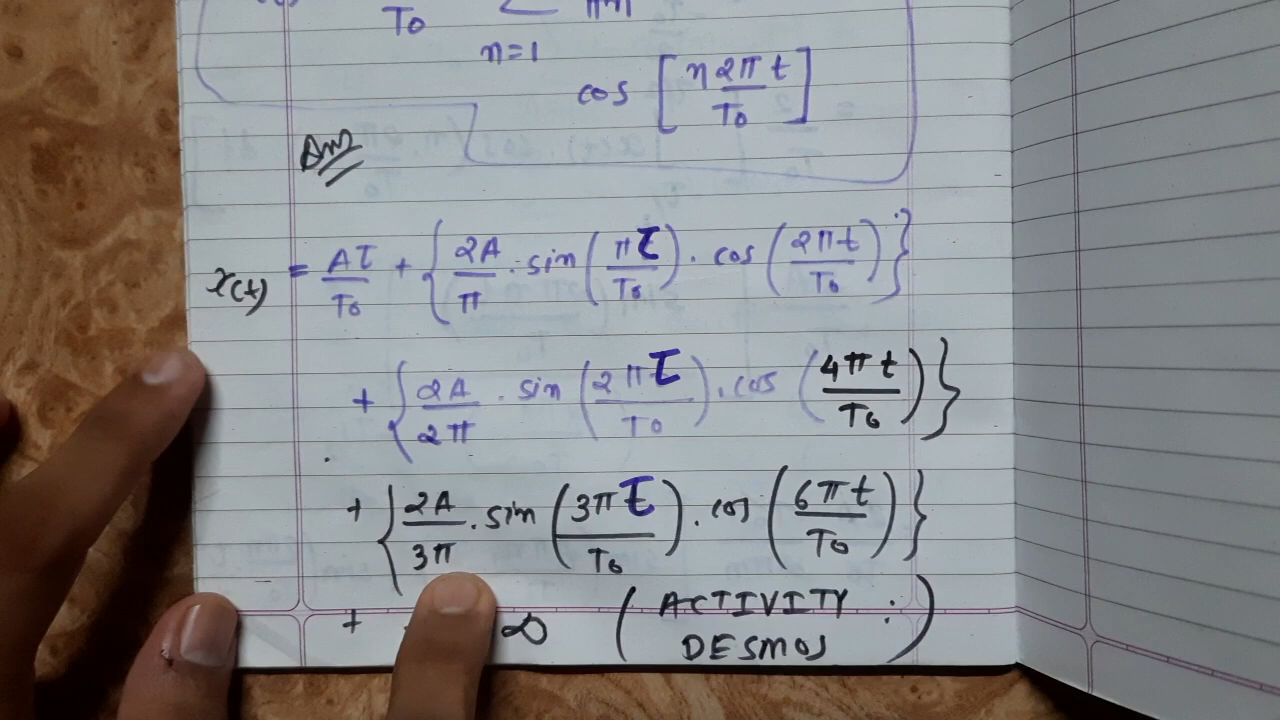 T₀
n=1
cos [n2πt/T₀]
Ans
x(t) = Aτ/T₀ + {2A/π · sin(πτ/T₀) · cos(2πt/T₀)}
+ {2A/2π · sin(2πτ/T₀) · cos(4πt/T₀)}
+ {2A/3π · sin(3πτ/T₀) · cos(6πt/T₀)}
+ ∞ (ACTIVITY :
DESMOS)